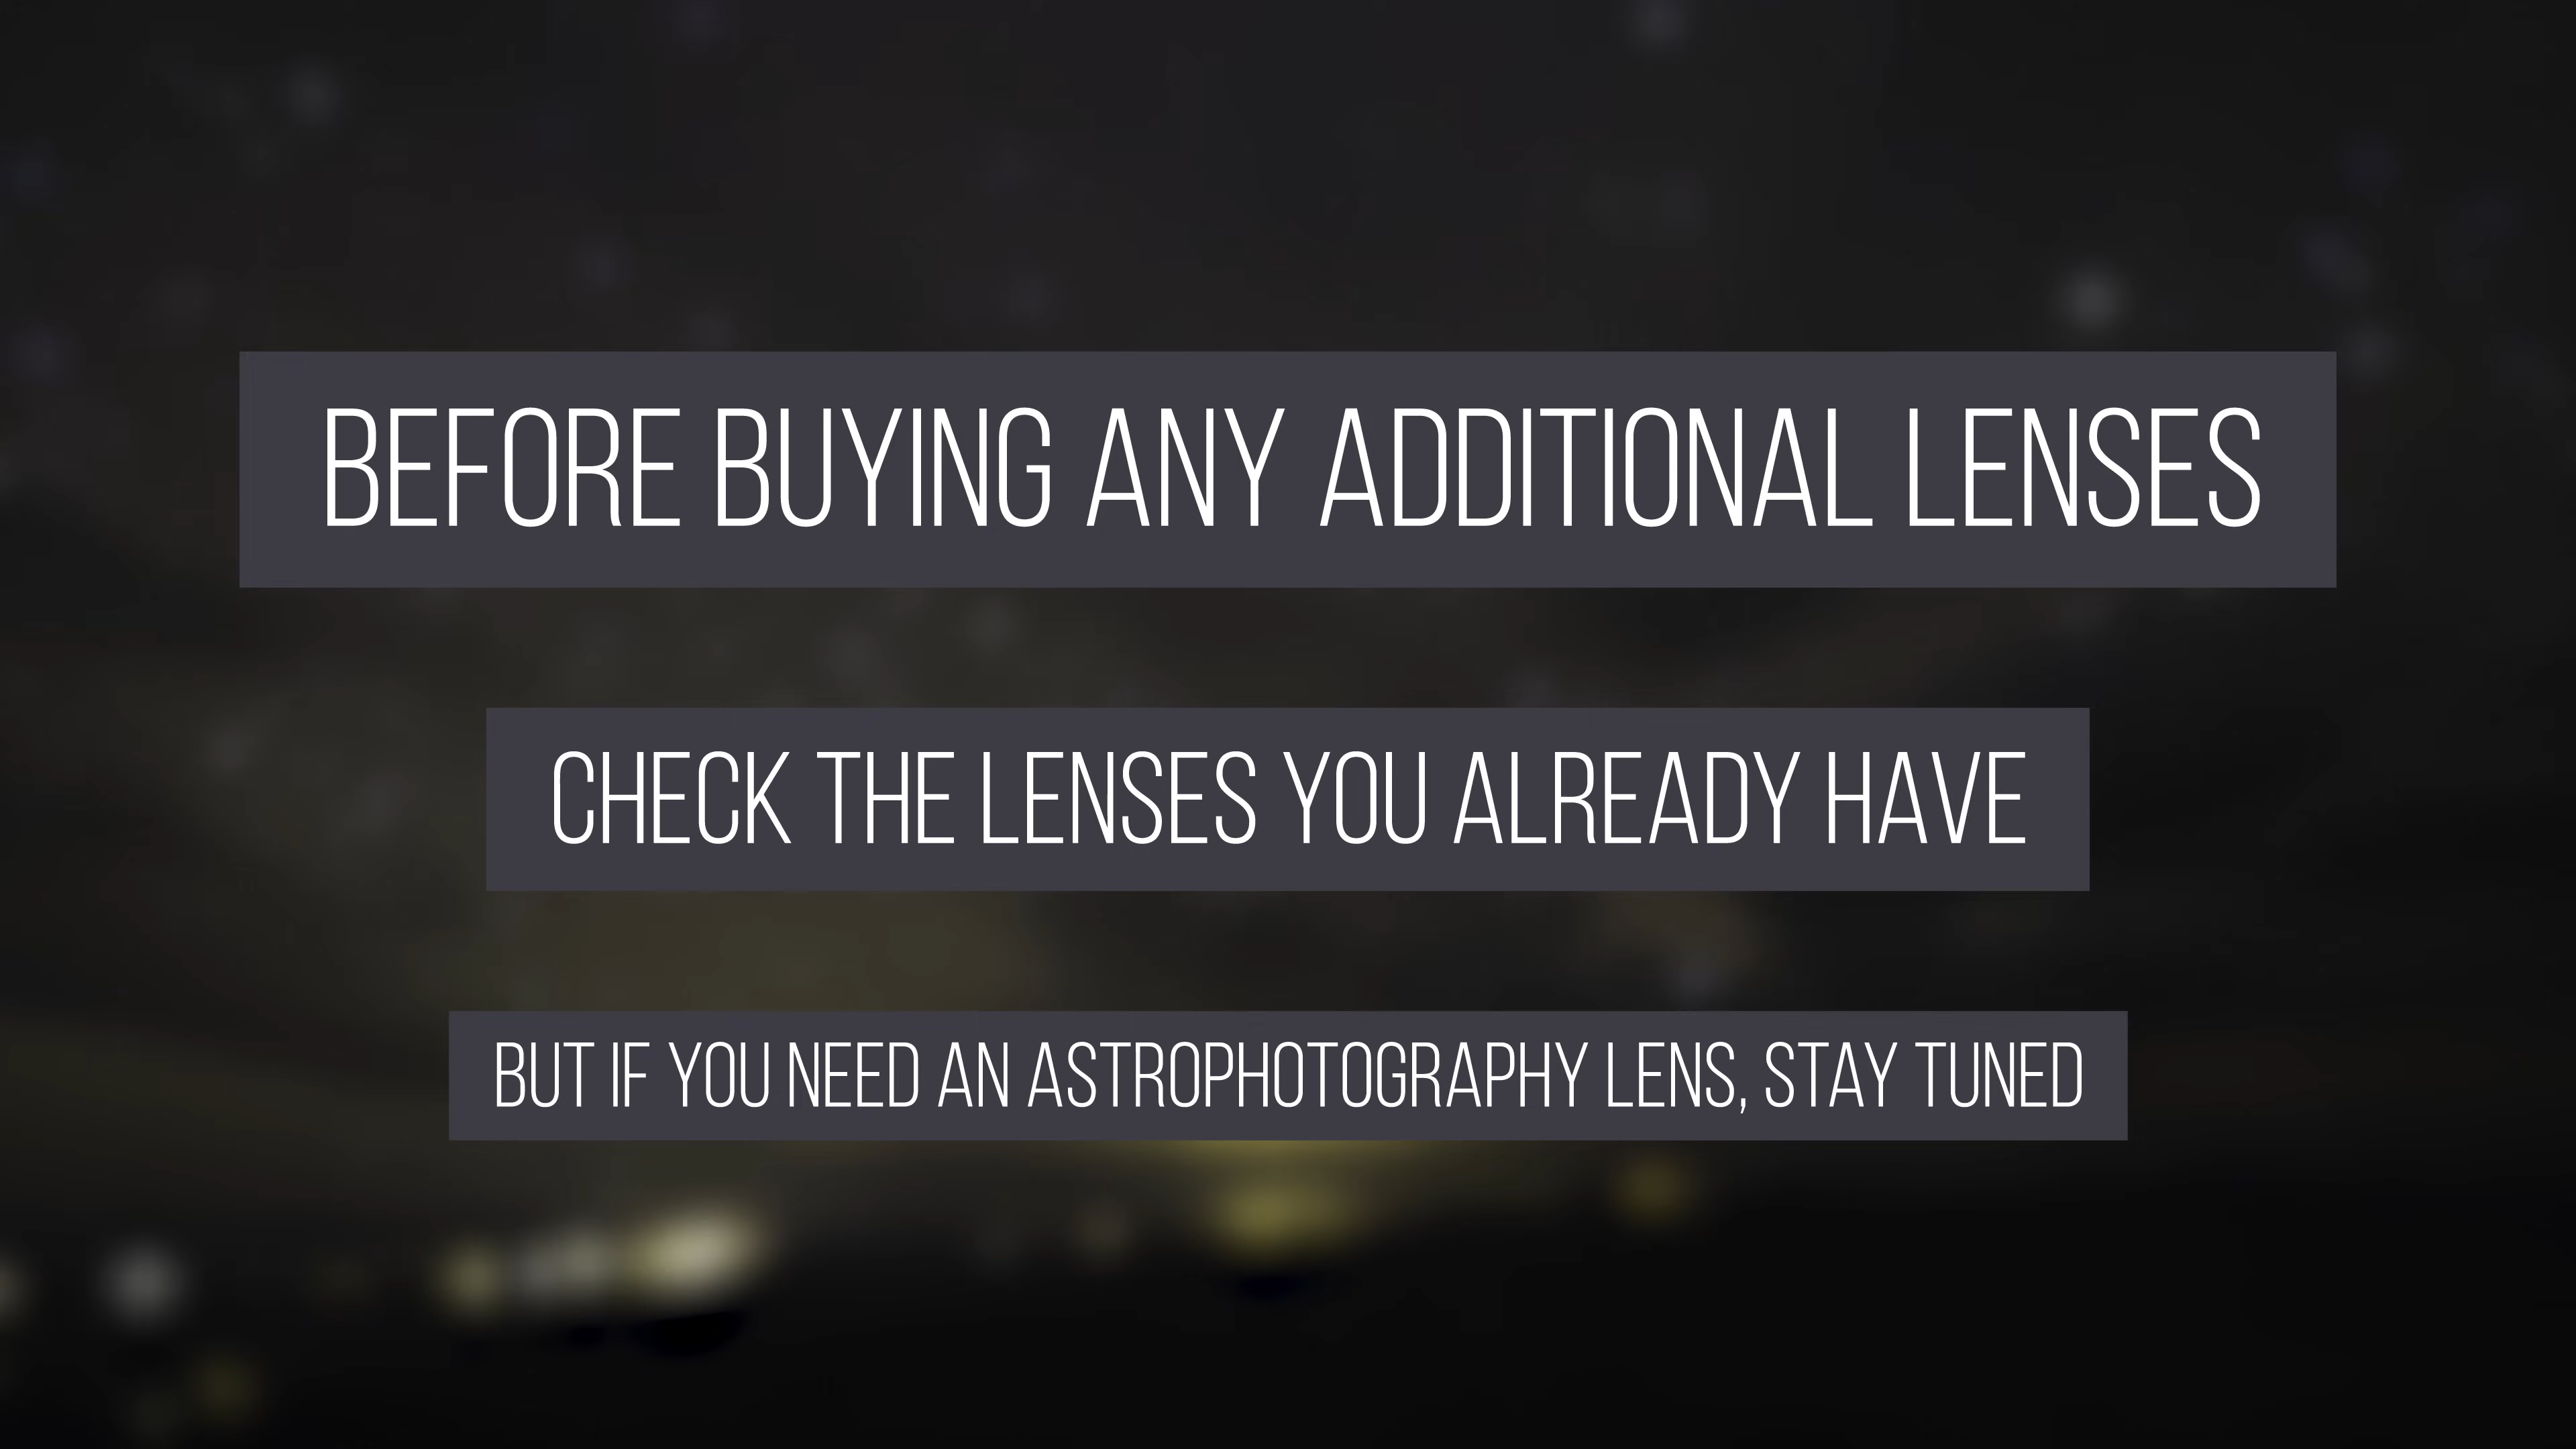 BEFORE BUYING ANY ADDITIONAL LENSES
CHECK THE LENSES YOU ALREADY HAVE
BUT IF YOU NEED AN ASTROPHOTOGRAPHY LENS, STAY TUNED